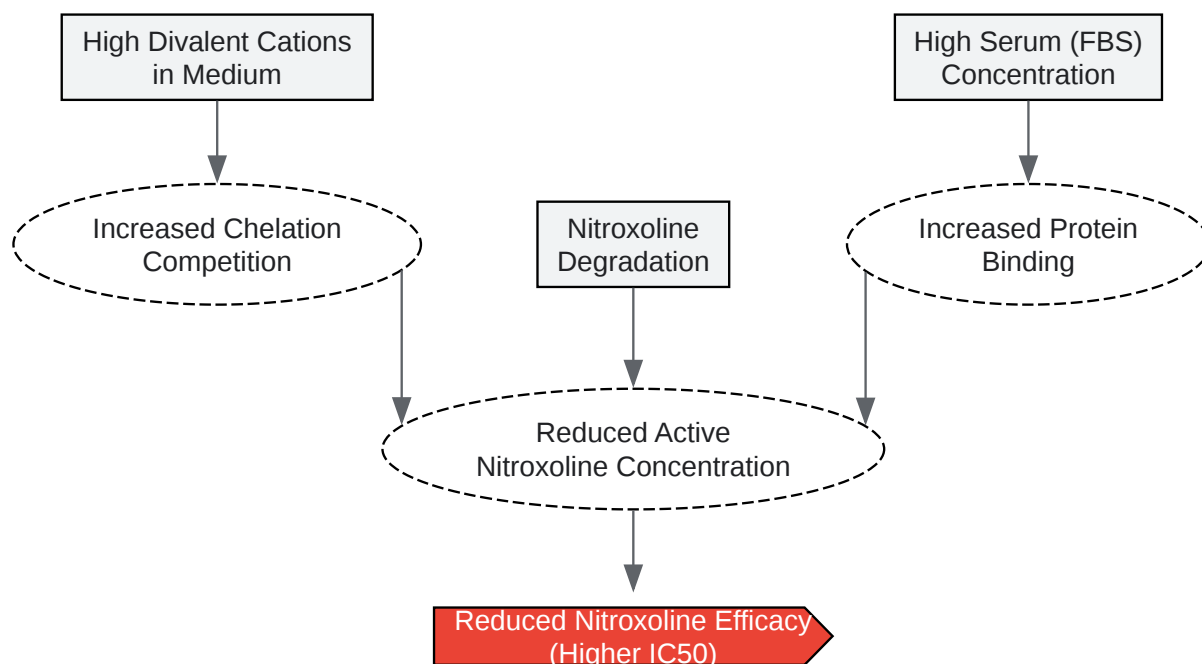 High Divalent Cations
in Medium
High Serum (FBS)
Concentration
Increased Chelation
Competition
Nitroxoline
Degradation
Increased Protein
Binding
Reduced Active
Nitroxoline Concentration
Reduced Nitroxoline Efficacy
(Higher IC50)